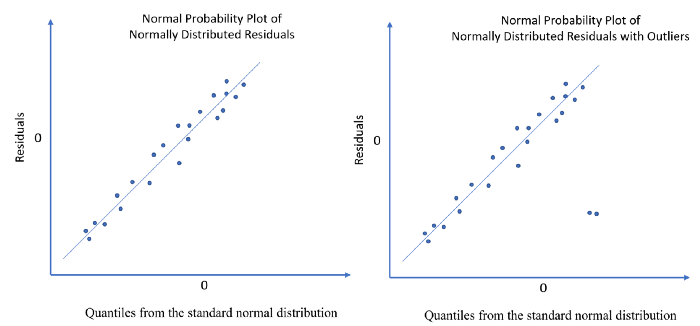 Normal Probability Plot of
Normally Distributed Residuals
Residuals
0
0
Quantiles from the standard normal distribution
Normal Probability Plot of
Normally Distributed Residuals with Outliers
Residuals
0
0
Quantiles from the standard normal distribution